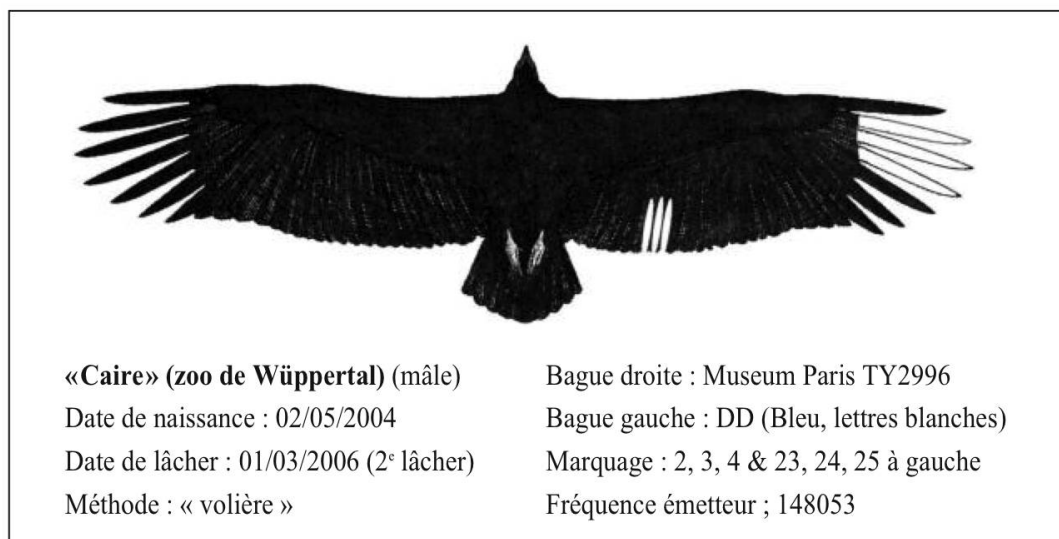 «Caire» (zoo de Wüppertal) (mâle)
Date de naissance : 02/05/2004
Date de lâcher : 01/03/2006 (2e lâcher)
Méthode : « volière »
Bague droite : Museum Paris TY2996
Bague gauche : DD (Bleu, lettres blanches)
Marquage : 2, 3, 4 & 23, 24, 25 à gauche
Fréquence émetteur ; 148053